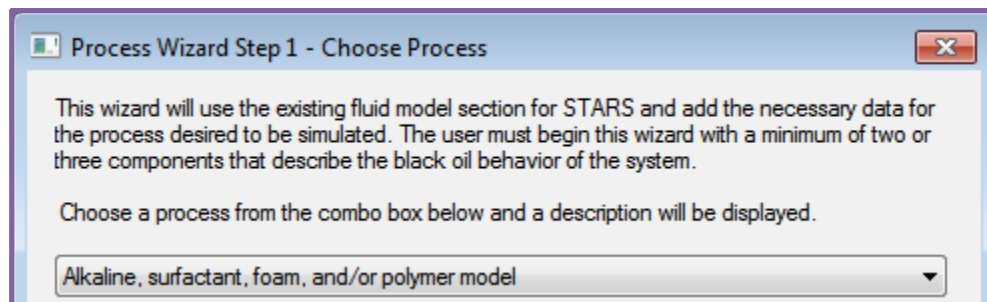 Process Wizard Step 1 - Choose Process
This wizard will use the existing fluid model section for STARS and add the necessary data for
the process desired to be simulated. The user must begin this wizard with a minimum of two or
three components that describe the black oil behavior of the system.
Choose a process from the combo box below and a description will be displayed.
Alkaline, surfactant, foam, and/or polymer model